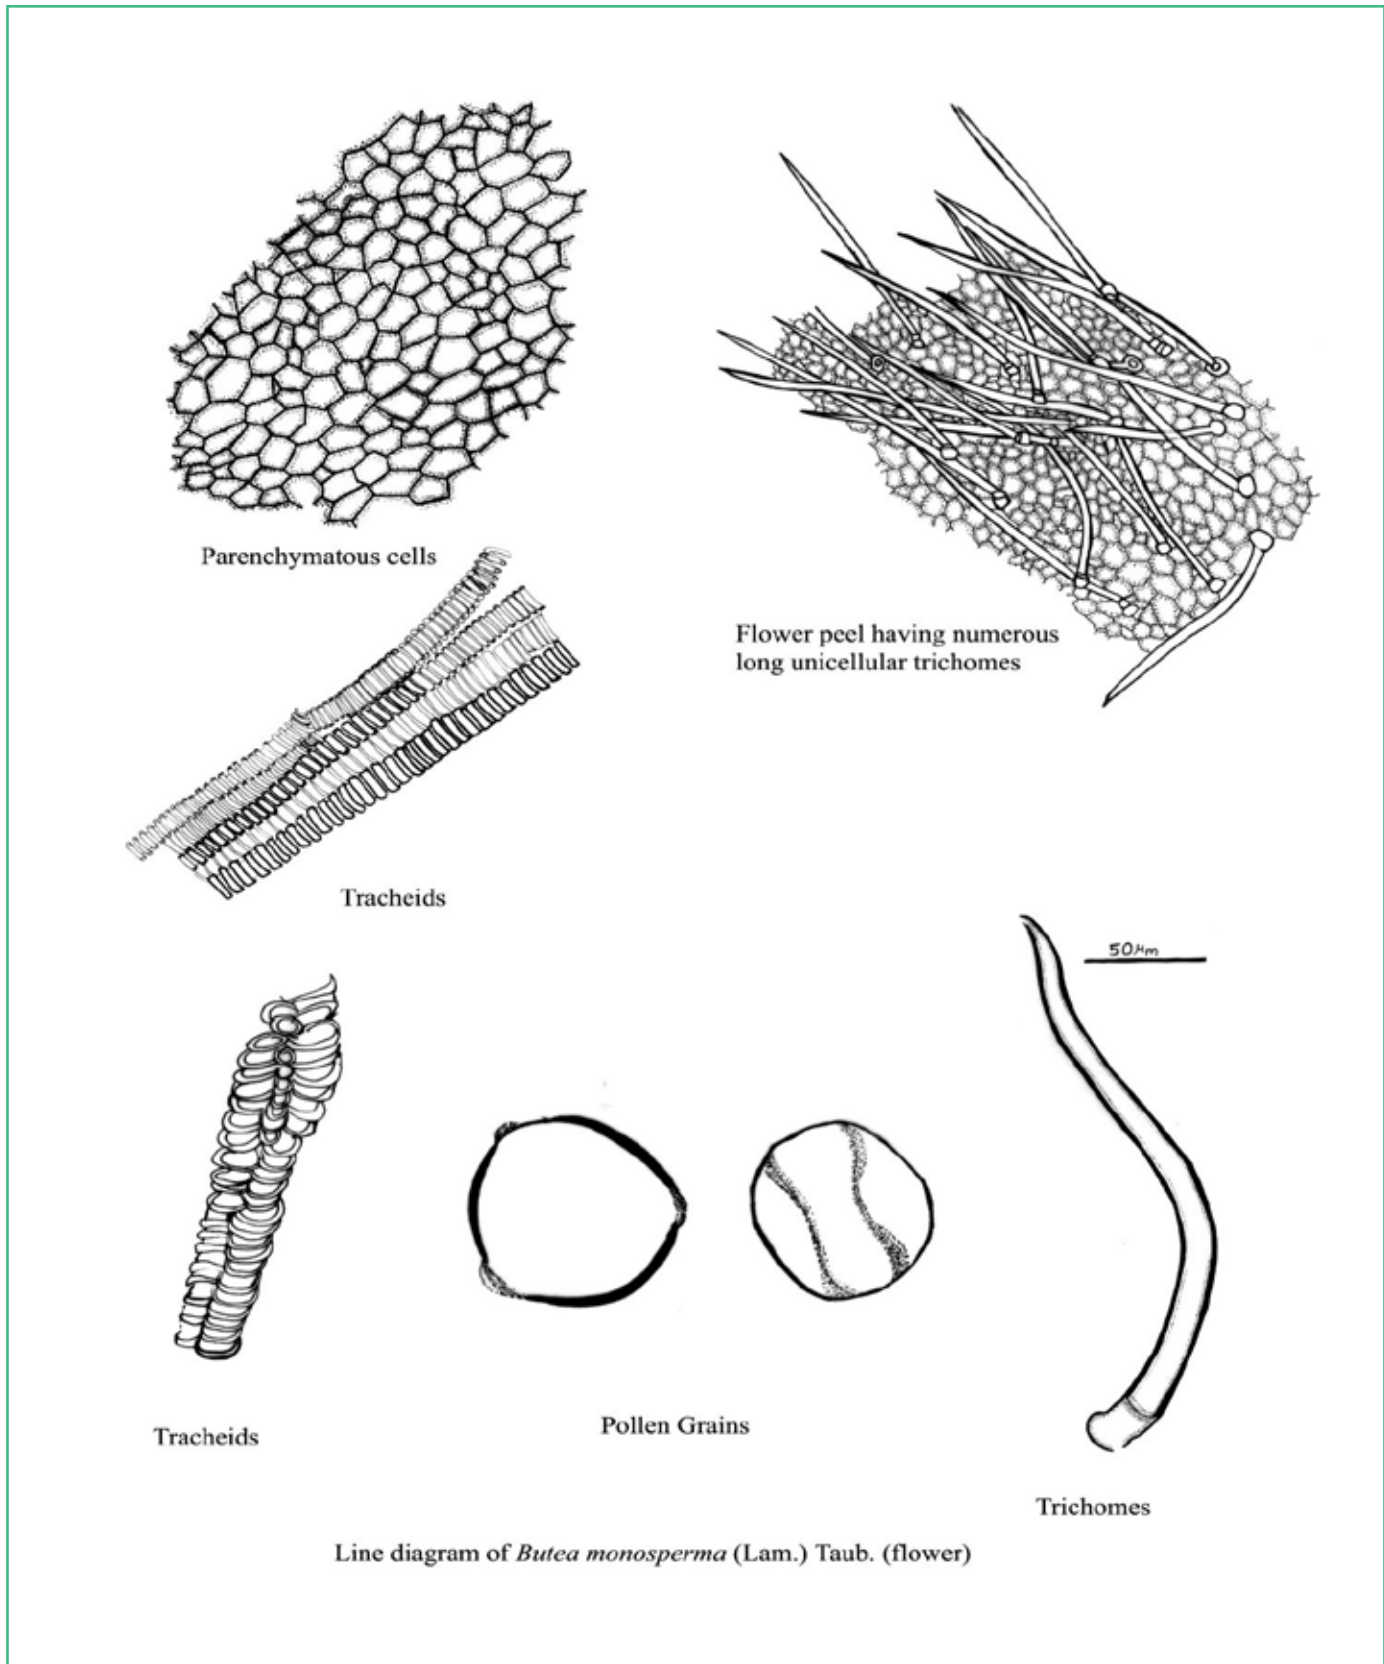 Parenchymatous cells
Flower peel having numerous
long unicellular trichomes
Tracheids
50μm
Tracheids
Pollen Grains
Trichomes
Line diagram of Butea monosperma (Lam.) Taub. (flower)